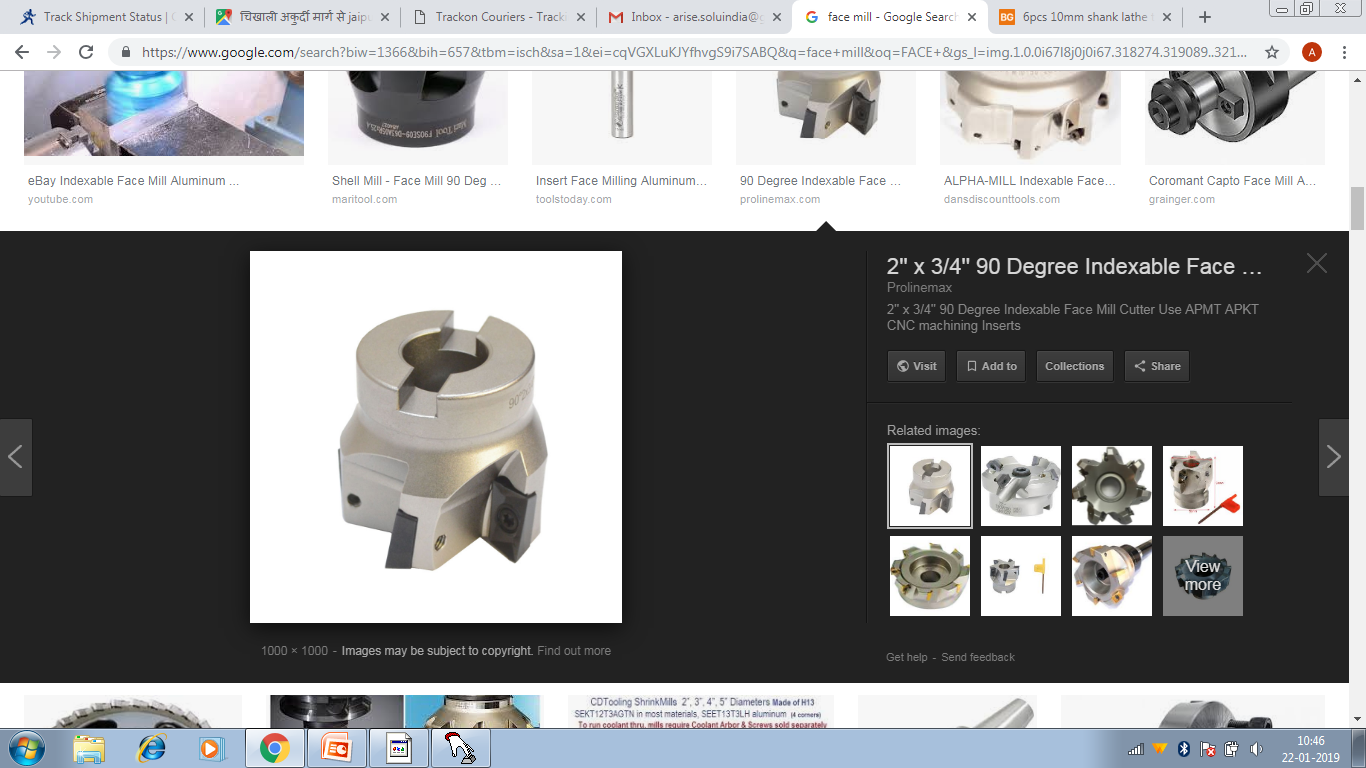 Track Shipment Status | C
चिखाली अकुर्दी मार्ग से jaipu
Trackon Couriers - Tracki
Inbox - arise.soluindia@g
face mill - Google Search
BG
6pcs 10mm shank lathe t
https://www.google.com/search?biw=1366&bih=657&tbm=isch&sa=1&ei=cqVGXLuKJYfhvgS9i7SABQ&q=face+mill&oq=FACE+&gs_l=img.1.0.0i67l8j0j0i67.318274.319089..321...
A
eBay Indexable Face Mill Aluminum ...
youtube.com
Shell Mill - Face Mill 90 Deg ...
maritool.com
Insert Face Milling Aluminum...
toolstoday.com
90 Degree Indexable Face ...
prolinemax.com
ALPHA-MILL Indexable Face...
dansdiscounttools.com
Coromant Capto Face Mill A...
grainger.com
2" x 3/4" 90 Degree Indexable Face ...
Prolinemax
2" x 3/4" 90 Degree Indexable Face Mill Cutter Use APMT APKT
CNC machining Inserts
Visit
Add to
Collections
Share
Related images:
View
more
1000 × 1000 - Images may be subject to copyright. Find out more
Get help - Send feedback
CDTooling ShrinkMills 2", 3", 4", 5" Diameters Made of H13
SEKT12T3AGTN in most materials, SEET13T3LH aluminum (4 corners)
To run coolant thru, mills require Coolant Arbor & Screws sold separately
10:46
22-01-2019